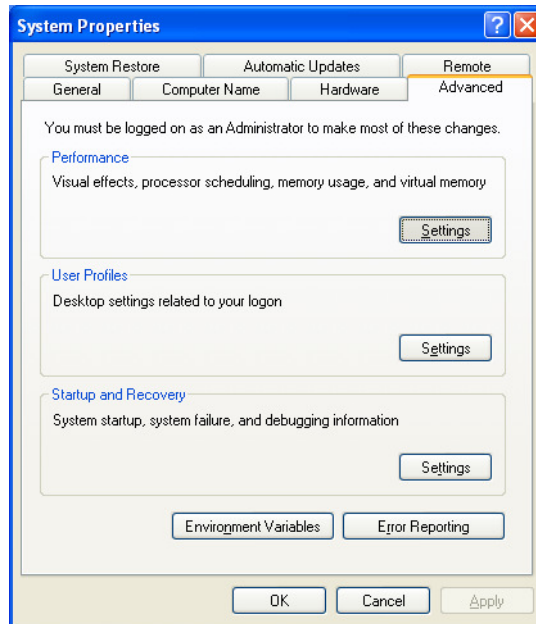 System Properties
System Restore Automatic Updates Remote
General Computer Name Hardware Advanced
You must be logged on as an Administrator to make most of these changes.
Performance
Visual effects, processor scheduling, memory usage, and virtual memory
Settings
User Profiles
Desktop settings related to your logon
Settings
Startup and Recovery
System startup, system failure, and debugging information
Settings
Environment Variables Error Reporting
OK Cancel Apply